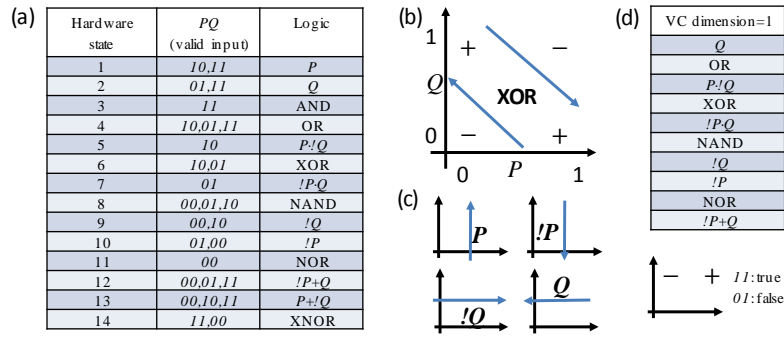 (a)
Hardware state PQ (valid input) Logic
1 10,11 P
2 01,11 Q
3 11 AND
4 10,01,11 OR
5 10 P·!Q
6 10,01 XOR
7 01 !P·Q
8 00,01,10 NAND
9 00,10 !Q
10 01,00 !P
11 00 NOR
12 00,01,11 !P+Q
13 00,10,11 P+!Q
14 11,00 XNOR
(b)
1 + −
Q XOR
0 − +
0 P 1
(c)
P !P
!Q Q
(d)
VC dimension=1
Q
OR
P·!Q
XOR
!P·Q
NAND
!Q
!P
NOR
!P+Q
− + 11:true
01:false